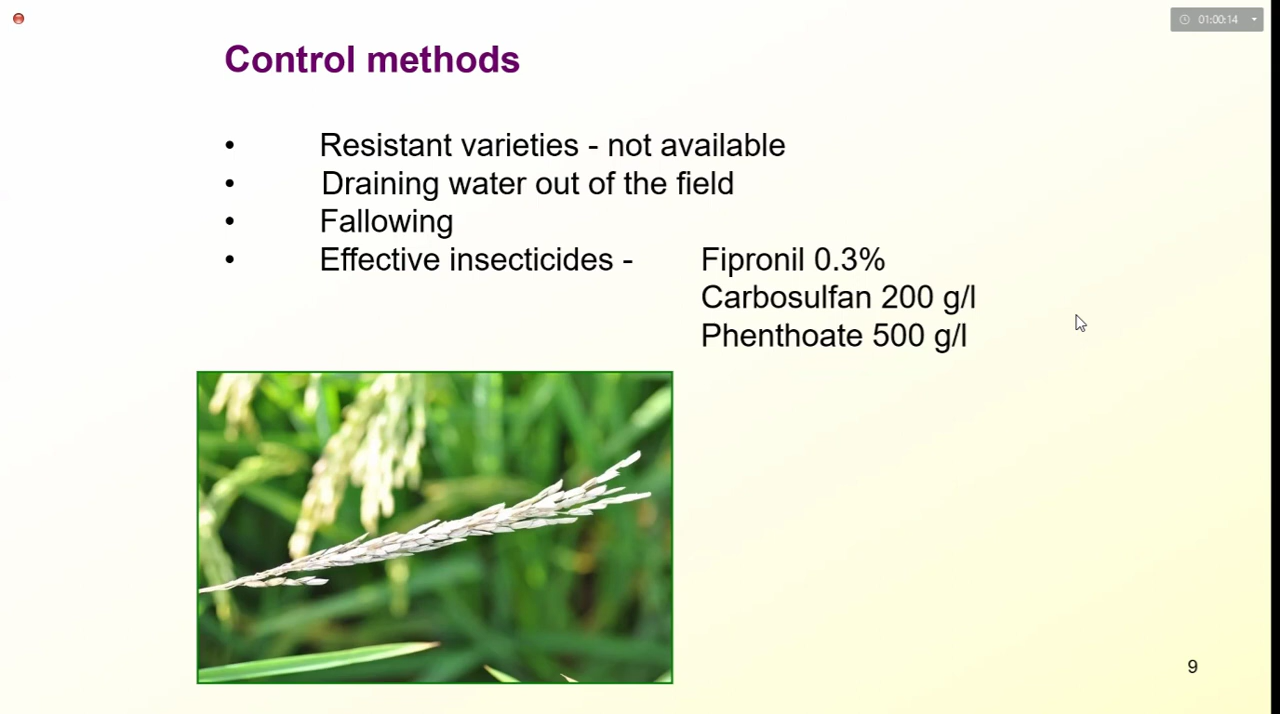 01:00:14
Control methods
• Resistant varieties - not available
• Draining water out of the field
• Fallowing
• Effective insecticides - Fipronil 0.3%
Carbosulfan 200 g/l
Phenthoate 500 g/l
9